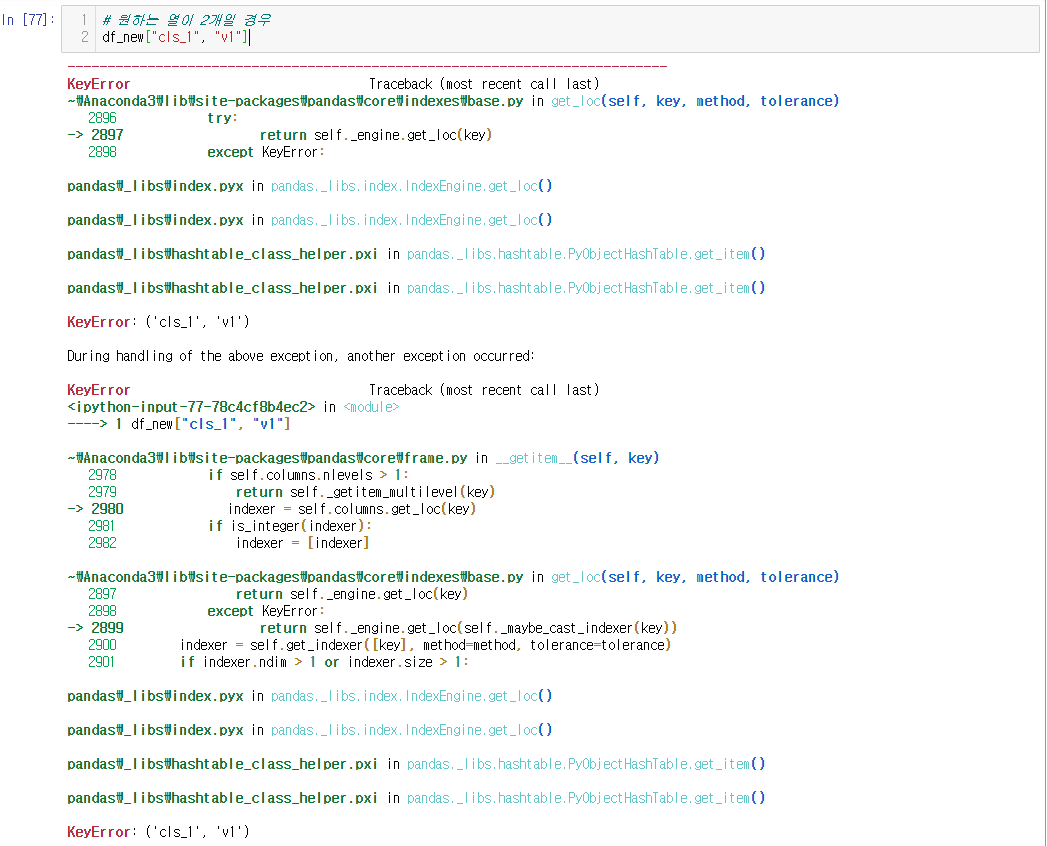 In [77]:
1 # 원하는 열이 2개일 경우
2 df_new["cls_1", "v1"]
---------------------------------------------------------------------------
KeyError                                  Traceback (most recent call last)
~₩Anaconda3₩lib₩site-packages₩pandas₩core₩indexes₩base.py in get_loc(self, key, method, tolerance)
   2896             try:
-> 2897                 return self._engine.get_loc(key)
   2898             except KeyError:
pandas₩_libs₩index.pyx in pandas._libs.index.IndexEngine.get_loc()
pandas₩_libs₩index.pyx in pandas._libs.index.IndexEngine.get_loc()
pandas₩_libs₩hashtable_class_helper.pxi in pandas._libs.hashtable.PyObjectHashTable.get_item()
pandas₩_libs₩hashtable_class_helper.pxi in pandas._libs.hashtable.PyObjectHashTable.get_item()
KeyError: ('cls_1', 'v1')
During handling of the above exception, another exception occurred:
KeyError                                  Traceback (most recent call last)
<ipython-input-77-78c4cf8b4ec2> in <module>
----> 1 df_new["cls_1", "v1"]
~₩Anaconda3₩lib₩site-packages₩pandas₩core₩frame.py in __getitem__(self, key)
   2978             if self.columns.nlevels > 1:
   2979                 return self._getitem_multilevel(key)
-> 2980             indexer = self.columns.get_loc(key)
   2981             if is_integer(indexer):
   2982                 indexer = [indexer]
~₩Anaconda3₩lib₩site-packages₩pandas₩core₩indexes₩base.py in get_loc(self, key, method, tolerance)
   2897                 return self._engine.get_loc(key)
   2898             except KeyError:
-> 2899                 return self._engine.get_loc(self._maybe_cast_indexer(key))
   2900         indexer = self.get_indexer([key], method=method, tolerance=tolerance)
   2901         if indexer.ndim > 1 or indexer.size > 1:
pandas₩_libs₩index.pyx in pandas._libs.index.IndexEngine.get_loc()
pandas₩_libs₩index.pyx in pandas._libs.index.IndexEngine.get_loc()
pandas₩_libs₩hashtable_class_helper.pxi in pandas._libs.hashtable.PyObjectHashTable.get_item()
pandas₩_libs₩hashtable_class_helper.pxi in pandas._libs.hashtable.PyObjectHashTable.get_item()
KeyError: ('cls_1', 'v1')